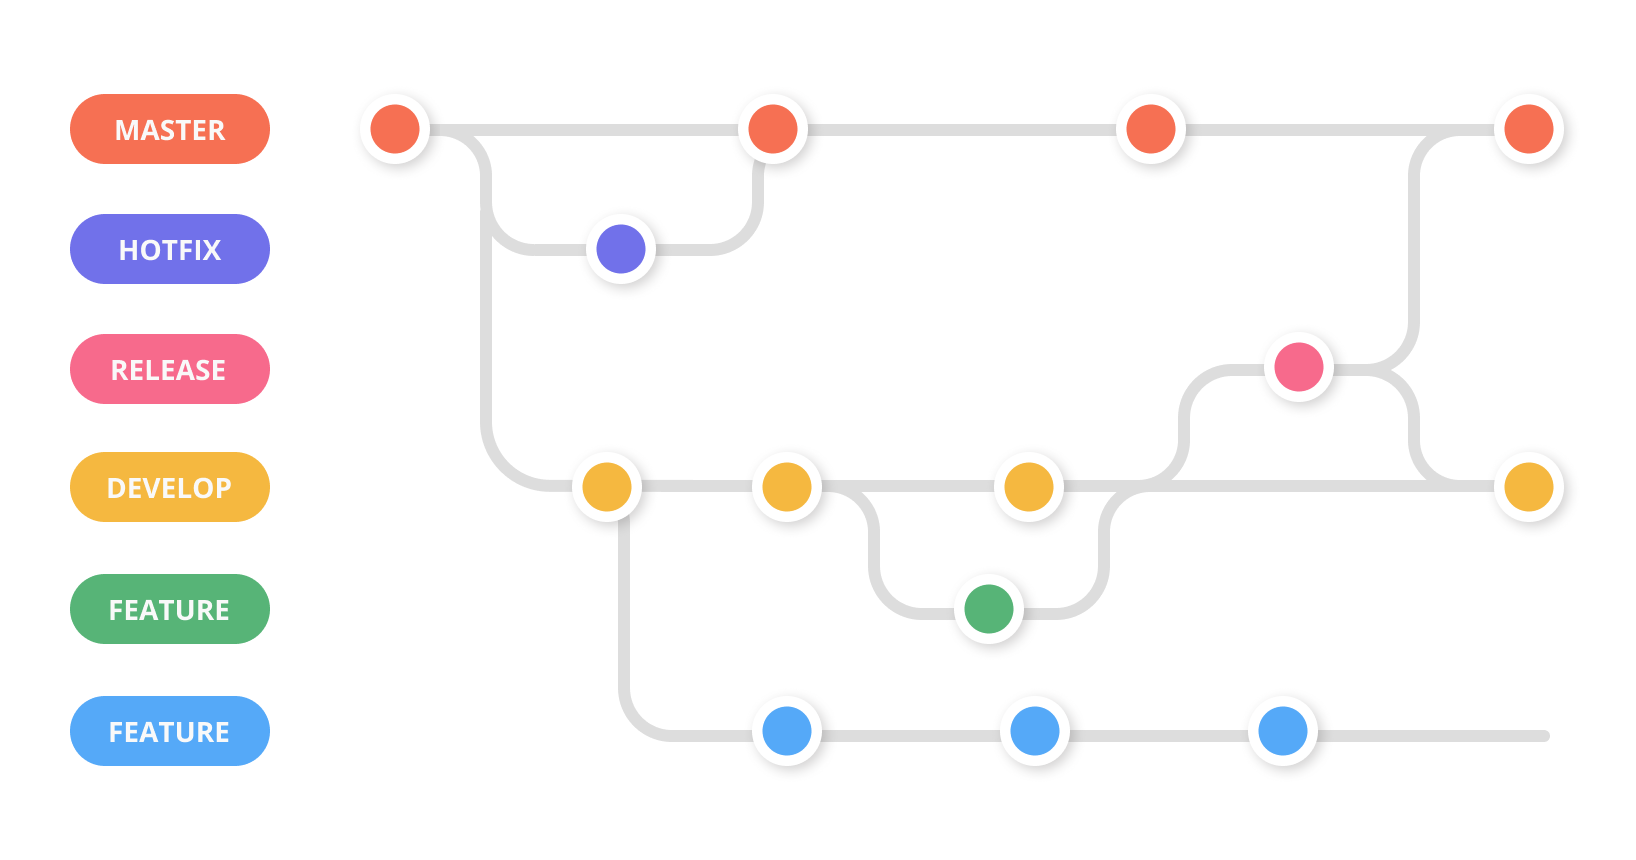 MASTER
HOTFIX
RELEASE
DEVELOP
FEATURE
FEATURE